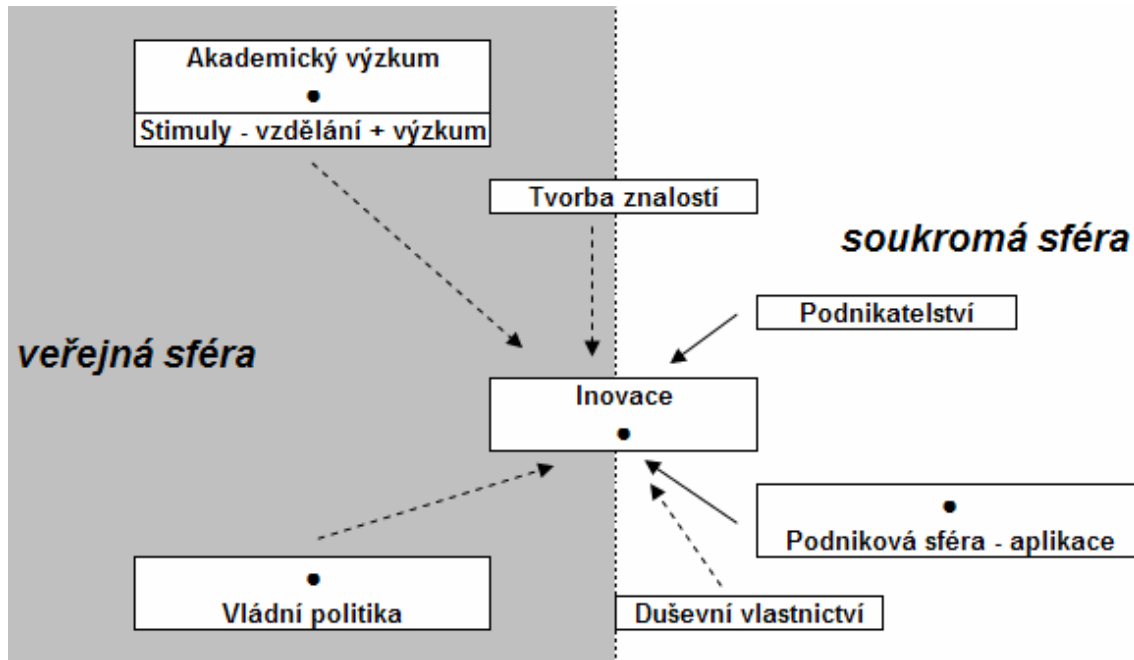 Akademický výzkum
●
Stimuly - vzdělání + výzkum
Tvorba znalostí
soukromá sféra
Podnikatelství
veřejná sféra
Inovace
●
●
Podniková sféra - aplikace
●
Vládní politika
Duševní vlastnictví